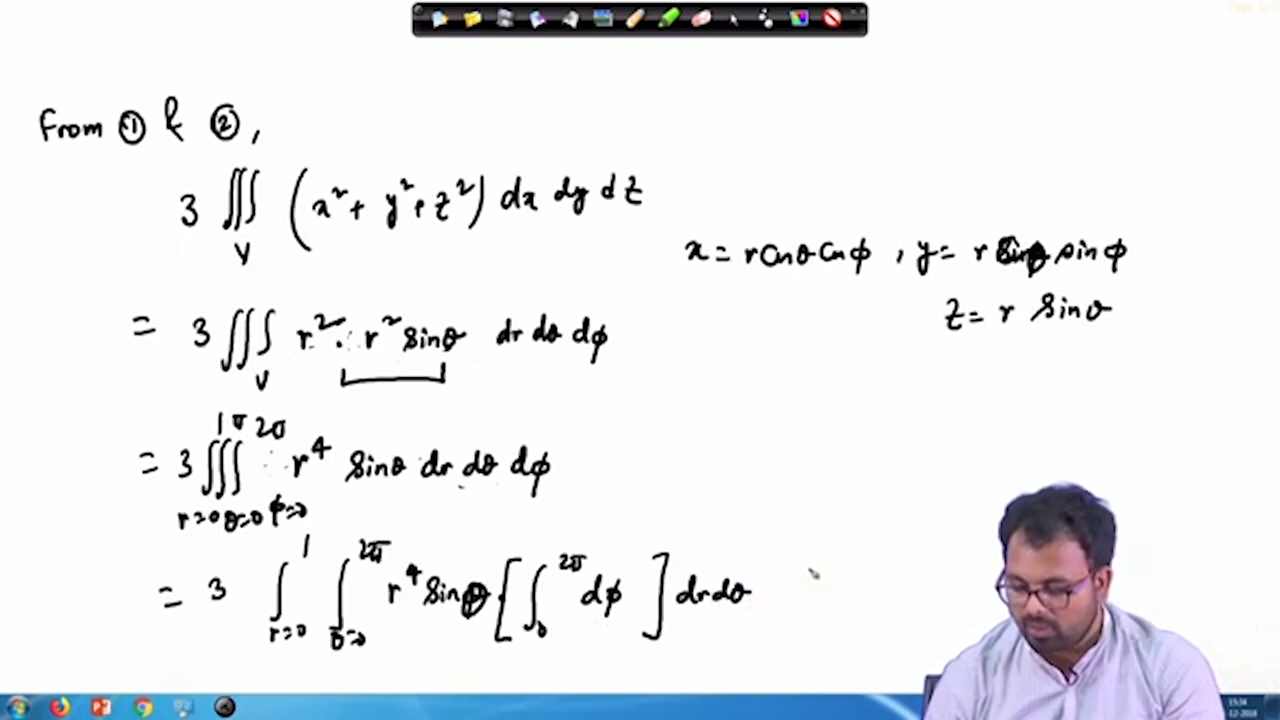 From ① & ②,
3 ∭_V (x² + y² + z²) dx dy dz
x = r Cosθ Cosφ , y = r sinφ
z = r Sinθ
= 3 ∭_V r² · r² Sinθ dr dθ dφ
= 3 ∫_{r=0}^{1} ∫_{θ=0}^{π} ∫_{φ=0}^{2π} r⁴ Sinθ dr dθ dφ
= 3 ∫_{r=0}^{1} ∫_{θ=0}^{2π} r⁴ Sinθ [ ∫_0^{2π} dφ ] dr dθ